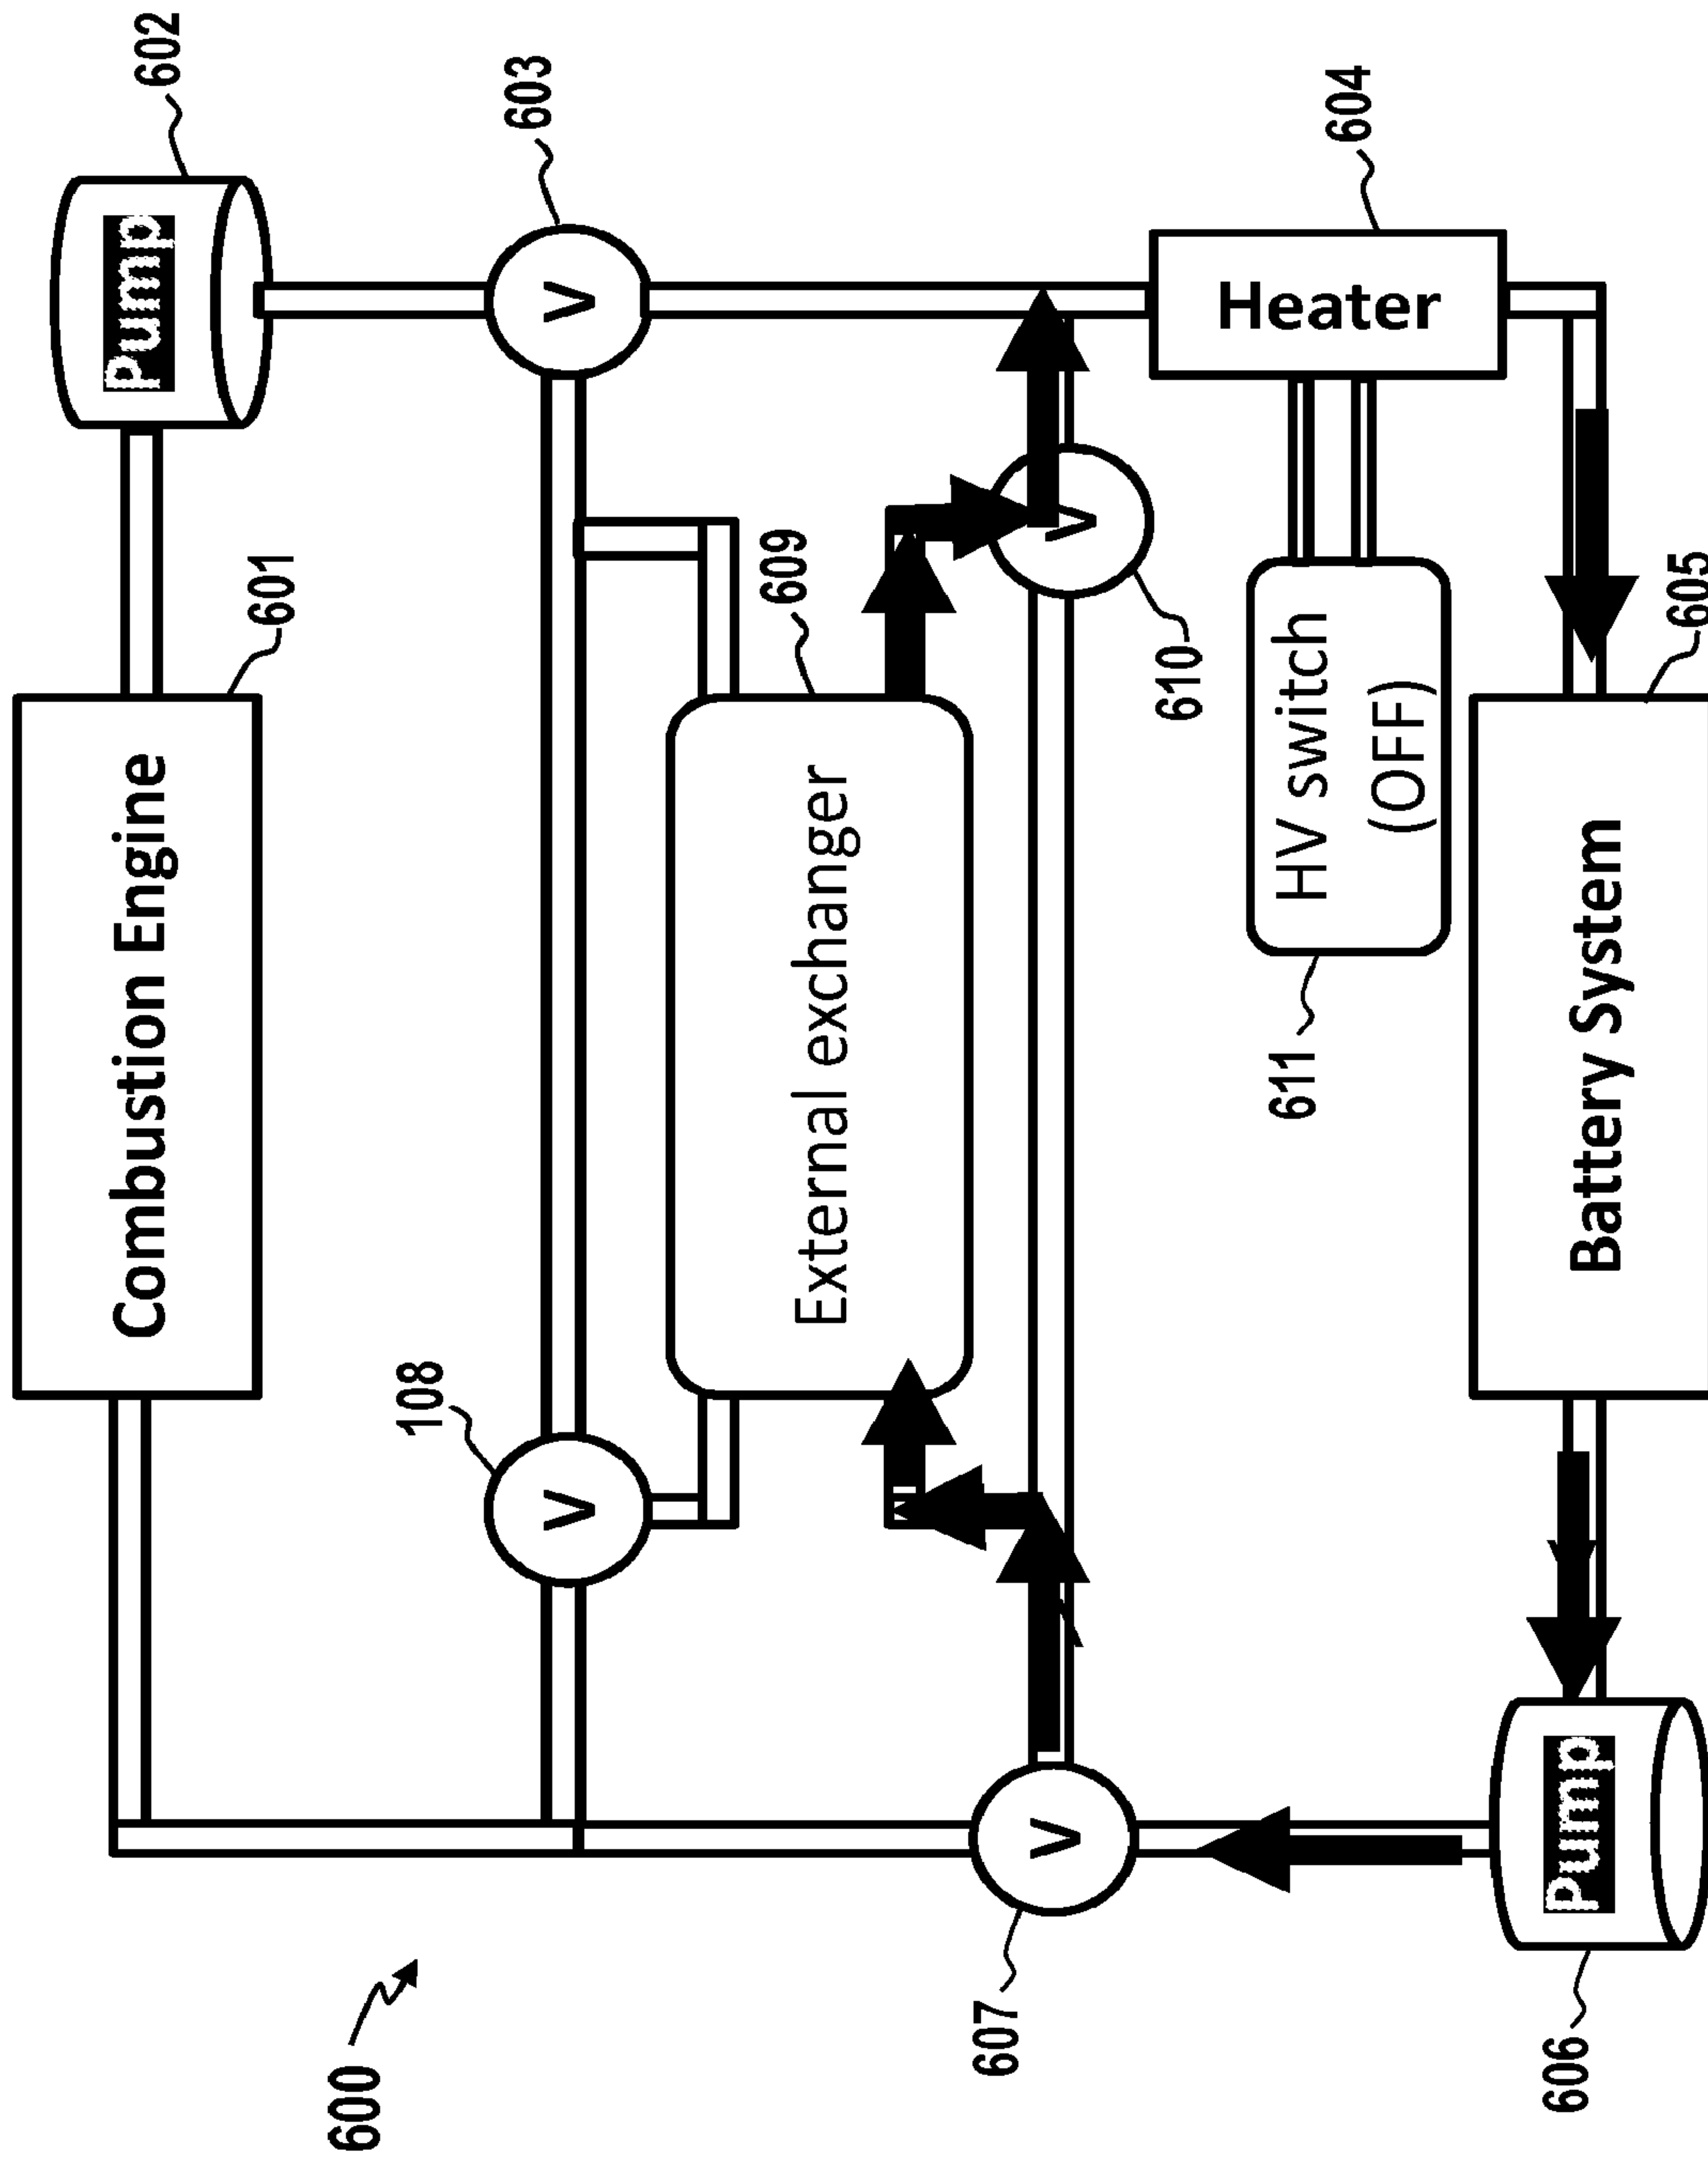 600
Combustion Engine
601
Pump
602
108
V
V
603
External exchanger
609
607
V
V
610
611
HV switch
(OFF)
Heater
604
606
Pump
Battery System
605